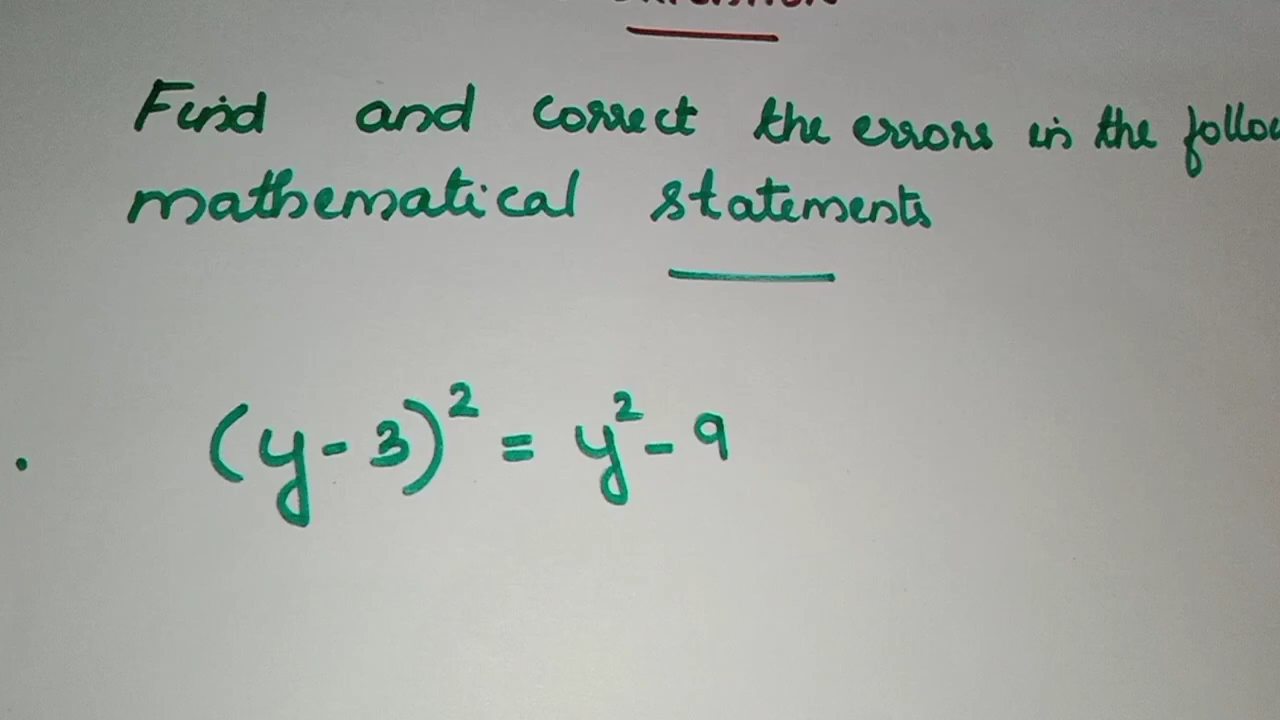 Find and correct the errors in the
mathematical statements
(y-3)² = y²-9